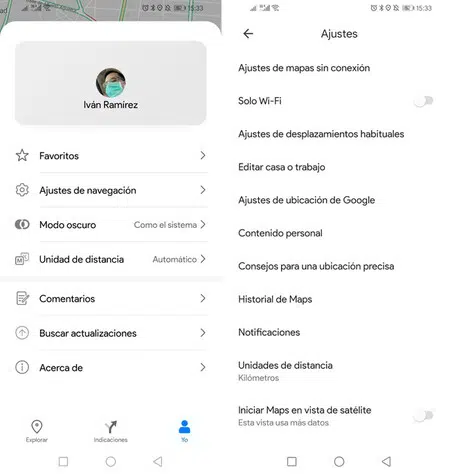 15:33
Iván Ramírez
Favoritos
Ajustes de navegación
Modo oscuro Como el sistema
Unidad de distancia Automático
Comentarios
Buscar actualizaciones
Acerca de
Explorar Indicaciones Yo
15:33
Ajustes
Ajustes de mapas sin conexión
Solo Wi-Fi
Ajustes de desplazamientos habituales
Editar casa o trabajo
Ajustes de ubicación de Google
Contenido personal
Consejos para una ubicación precisa
Historial de Maps
Notificaciones
Unidades de distancia
Kilómetros
Iniciar Maps en vista de satélite
Esta vista usa más datos